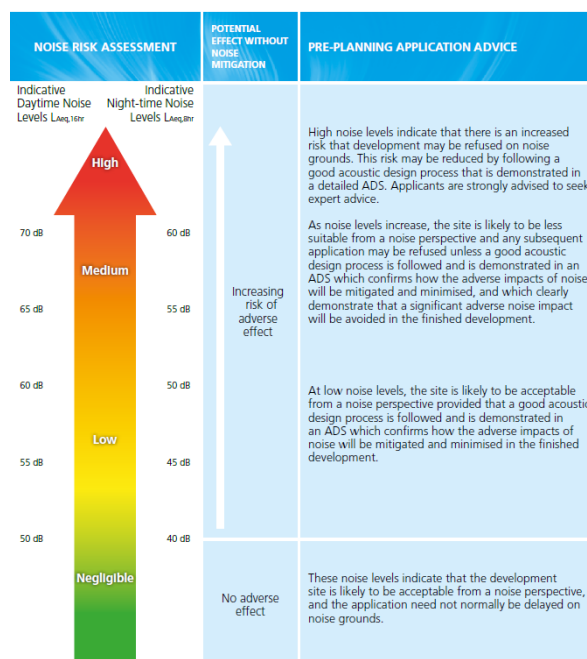 NOISE RISK ASSESSMENT
POTENTIAL
EFFECT WITHOUT
NOISE
MITIGATION
PRE-PLANNING APPLICATION ADVICE
Indicative
Daytime Noise
Levels LAeq,16hr
Indicative
Night-time Noise
Levels LAeq,8hr
High
70 dB
60 dB
Medium
65 dB
55 dB
60 dB
50 dB
Low
55 dB
45 dB
50 dB
40 dB
Negligible
Increasing
risk of
adverse
effect
No adverse
effect
High noise levels indicate that there is an increased
risk that development may be refused on noise
grounds. This risk may be reduced by following a
good acoustic design process that is demonstrated in
a detailed ADS. Applicants are strongly advised to seek
expert advice.
As noise levels increase, the site is likely to be less
suitable from a noise perspective and any subsequent
application may be refused unless a good acoustic
design process is followed and is demonstrated in an
ADS which confirms how the adverse impacts of noise
will be mitigated and minimised, and which clearly
demonstrate that a significant adverse noise impact
will be avoided in the finished development.
At low noise levels, the site is likely to be acceptable
from a noise perspective provided that a good acoustic
design process is followed and is demonstrated in
an ADS which confirms how the adverse impacts of
noise will be mitigated and minimised in the finished
development.
These noise levels indicate that the development
site is likely to be acceptable from a noise perspective,
and the application need not normally be delayed on
noise grounds.